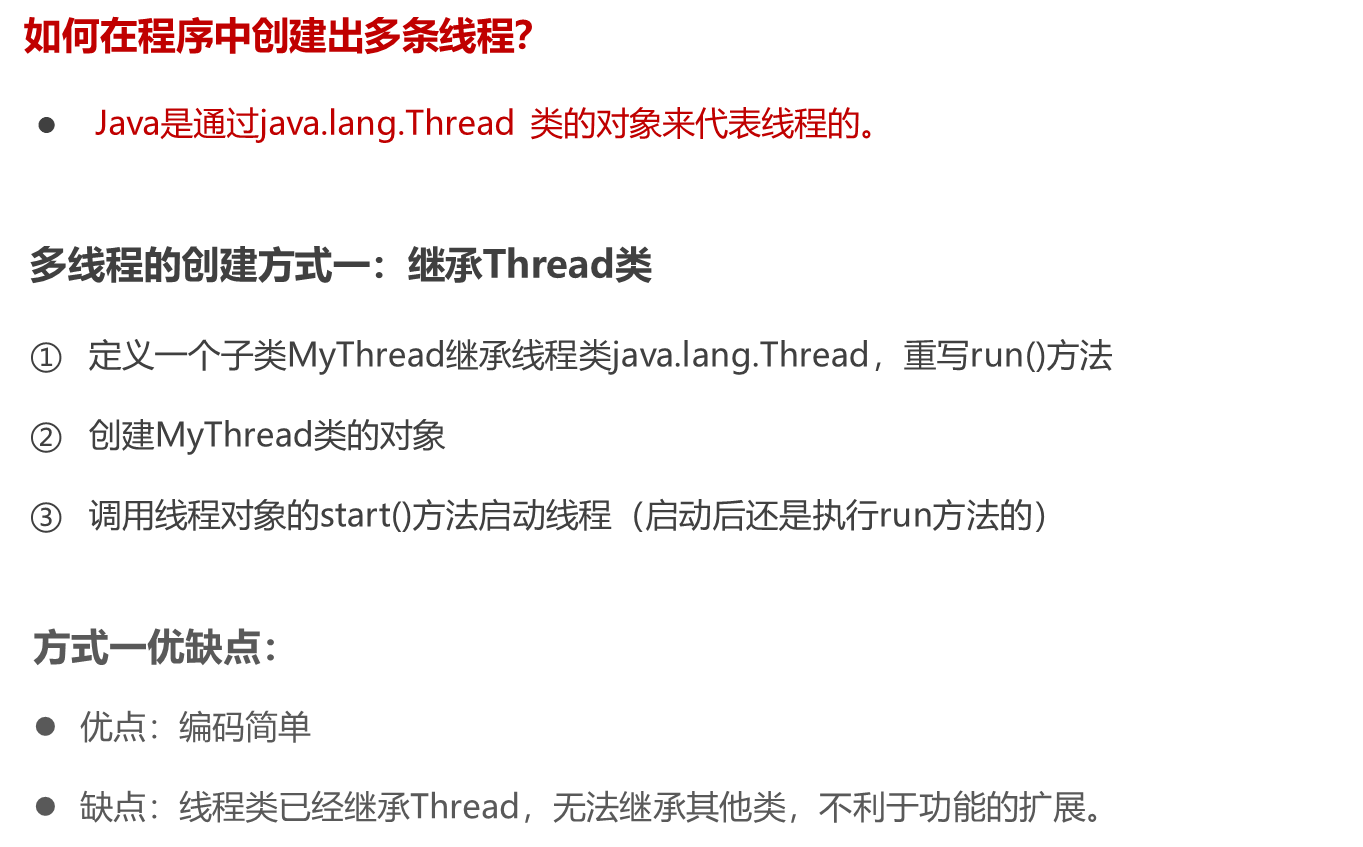 如何在程序中创建出多条线程?
● Java是通过java.lang.Thread 类的对象来代表线程的。
多线程的创建方式一：继承Thread类
① 定义一个子类MyThread继承线程类java.lang.Thread，重写run()方法
② 创建MyThread类的对象
③ 调用线程对象的start()方法启动线程（启动后还是执行run方法的）
方式一优缺点：
● 优点：编码简单
● 缺点：线程类已经继承Thread，无法继承其他类，不利于功能的扩展。